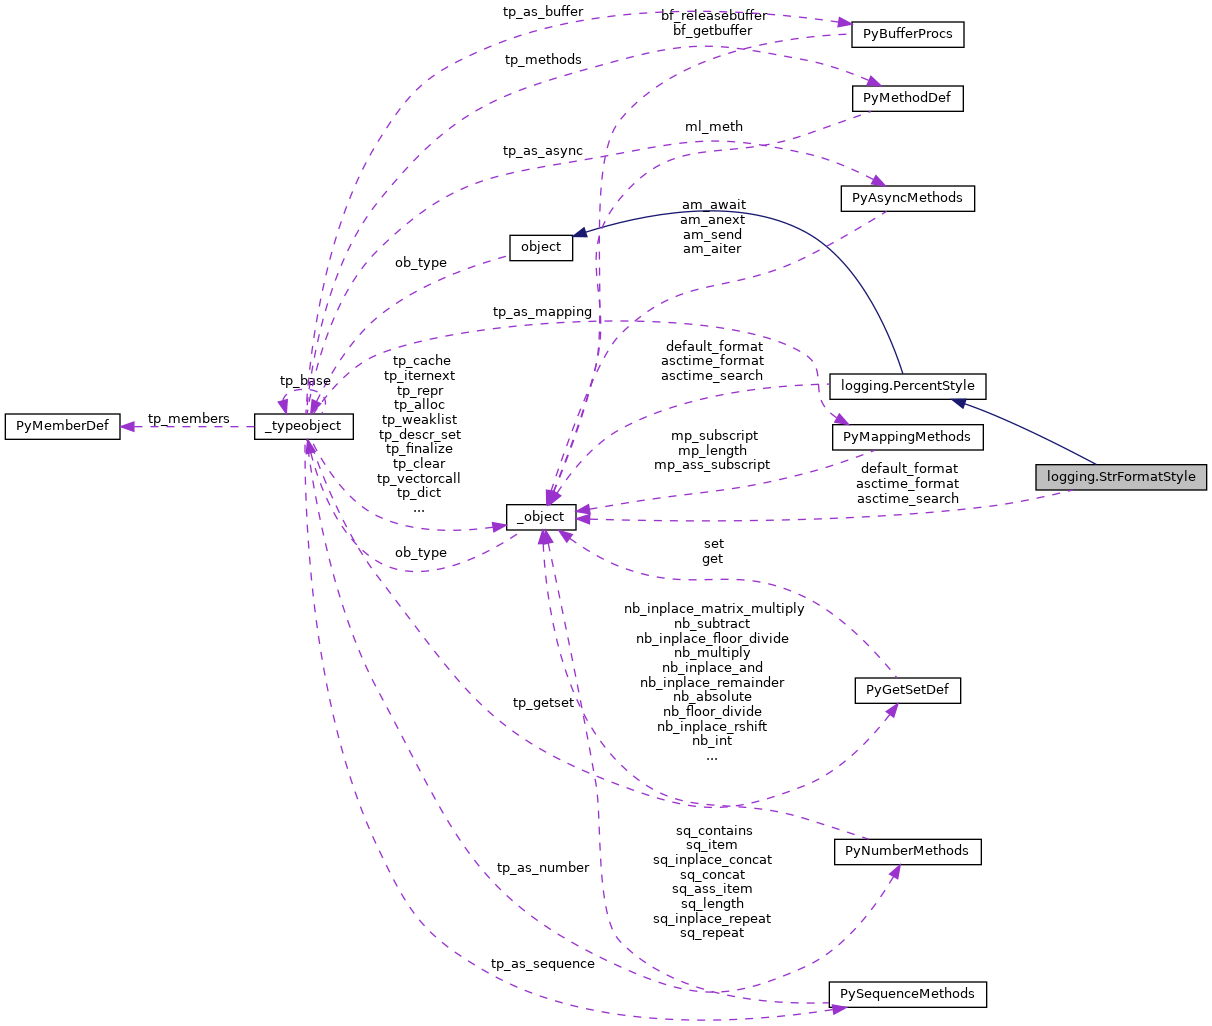 tp_as_buffer
bf_releasebuffer
bf_getbuffer
PyBufferProcs
tp_methods
PyMethodDef
ml_meth
tp_as_async
PyAsyncMethods
am_await
am_anext
am_send
am_aiter
object
ob_type
tp_as_mapping
default_format
asctime_format
asctime_search
logging.PercentStyle
tp_cache
tp_iternext
tp_repr
tp_alloc
tp_weaklist
tp_descr_set
tp_finalize
tp_clear
tp_vectorcall
tp_dict
...
tp_base
PyMemberDef
tp_members
_typeobject
PyMappingMethods
mp_subscript
mp_length
mp_ass_subscript
default_format
asctime_format
asctime_search
logging.StrFormatStyle
_object
ob_type
set
get
nb_inplace_matrix_multiply
nb_subtract
nb_inplace_floor_divide
nb_multiply
nb_inplace_and
nb_inplace_remainder
nb_absolute
nb_floor_divide
nb_inplace_rshift
nb_int
...
PyGetSetDef
tp_getset
sq_contains
sq_item
sq_inplace_concat
sq_concat
sq_ass_item
sq_length
sq_inplace_repeat
sq_repeat
PyNumberMethods
tp_as_number
tp_as_sequence
PySequenceMethods